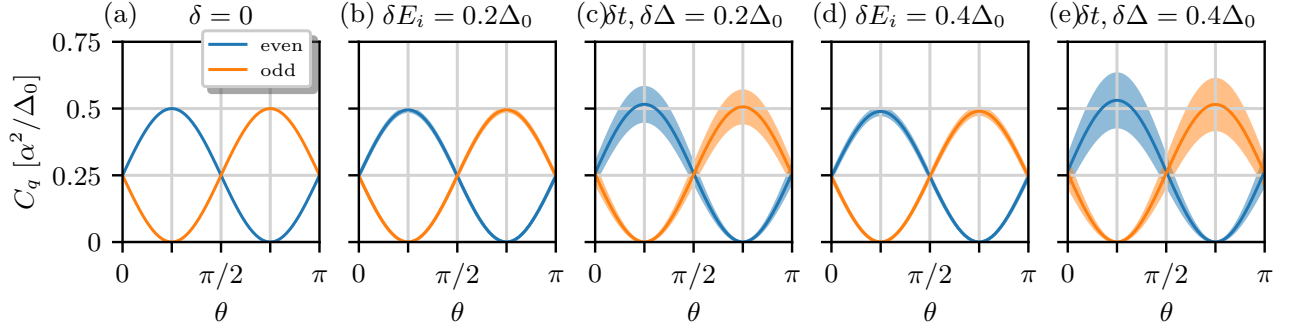 (a) δ = 0
(b) δE_i = 0.2Δ_0
(c) δt, δΔ = 0.2Δ_0
(d) δE_i = 0.4Δ_0
(e) δt, δΔ = 0.4Δ_0
even
odd
C_q [α^2/Δ_0]
0.75
0.5
0.25
0
0 π/2 π
0 π/2 π
0 π/2 π
0 π/2 π
0 π/2 π
θ θ θ θ θ